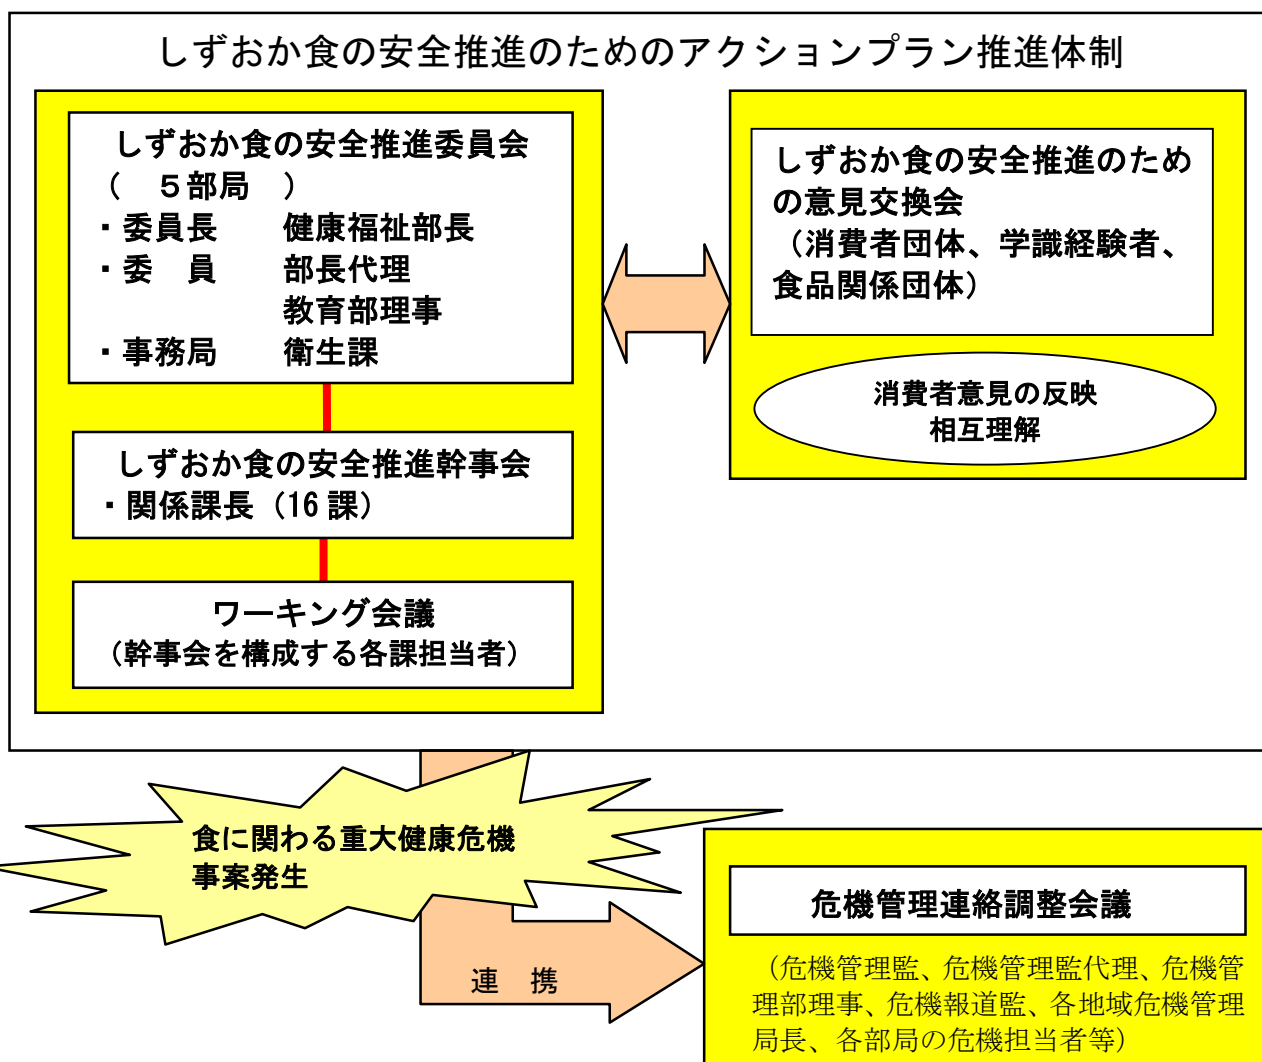 しずおか食の安全推進のためのアクションプラン推進体制
しずおか食の安全推進委員会
（　５部局　）
・委員長　　健康福祉部長
・委　員　　部長代理
教育部理事
・事務局　　衛生課
しずおか食の安全推進幹事会
・関係課長（16 課）
ワーキング会議
（幹事会を構成する各課担当者）
しずおか食の安全推進のため
の意見交換会
（消費者団体、学識経験者、
食品関係団体）
消費者意見の反映
相互理解
食に関わる重大健康危機
事案発生
連　携
危機管理連絡調整会議
（危機管理監、危機管理監代理、危機管
理部理事、危機報道監、各地域危機管理
局長、各部局の危機担当者等）